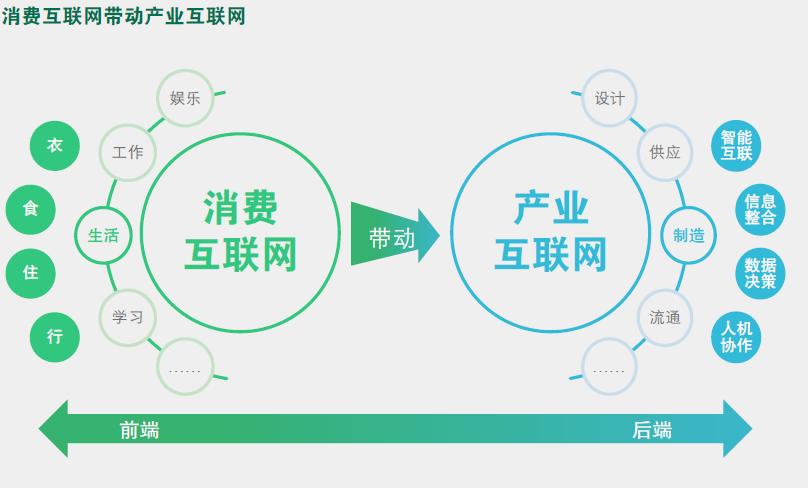 消费互联网带动产业互联网
娱乐
工作
生活
学习
......
衣
食
住
行
消费
互联网
带动
产业
互联网
设计
供应
制造
流通
......
智能
互联
信息
整合
数据
决策
人机
协作
前端
后端